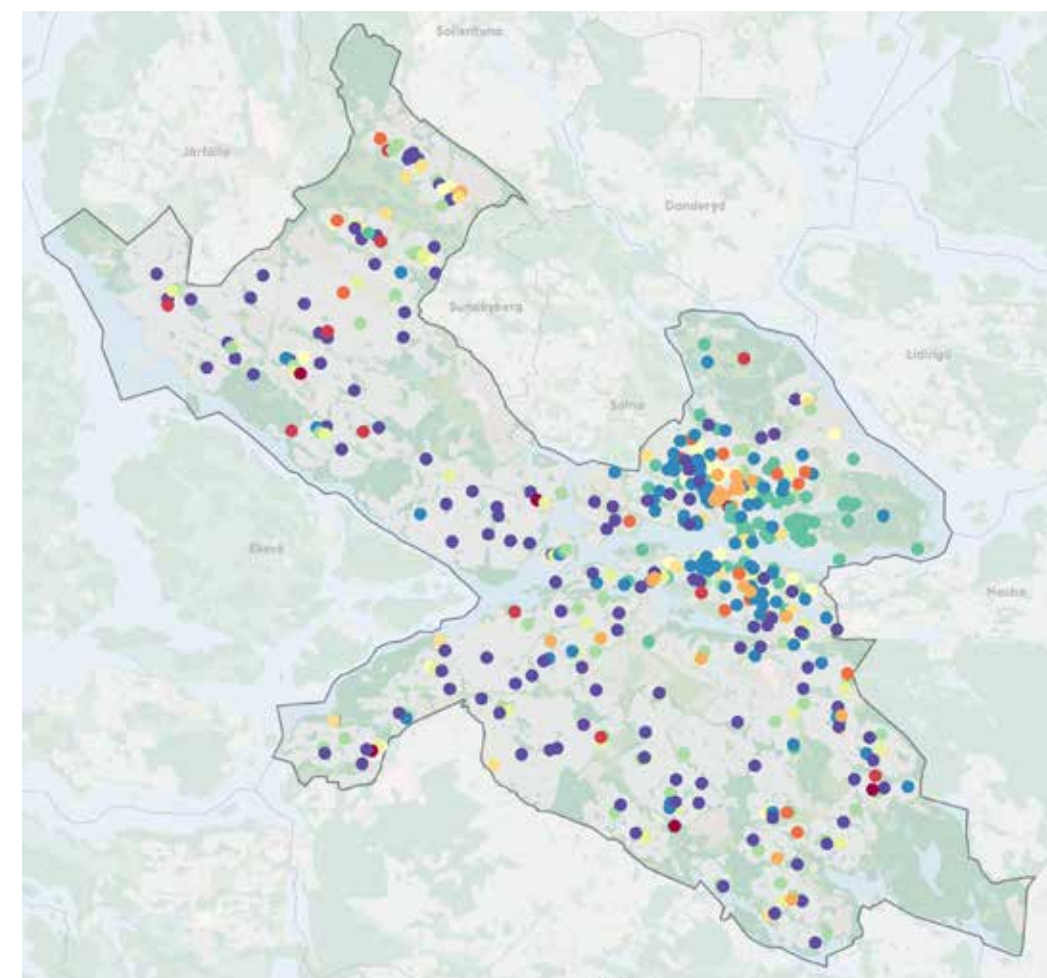 Sollentuna
Järfälla
Danderyd
Sundbyberg
Lidingö
Solna
Ekerö
Nacka